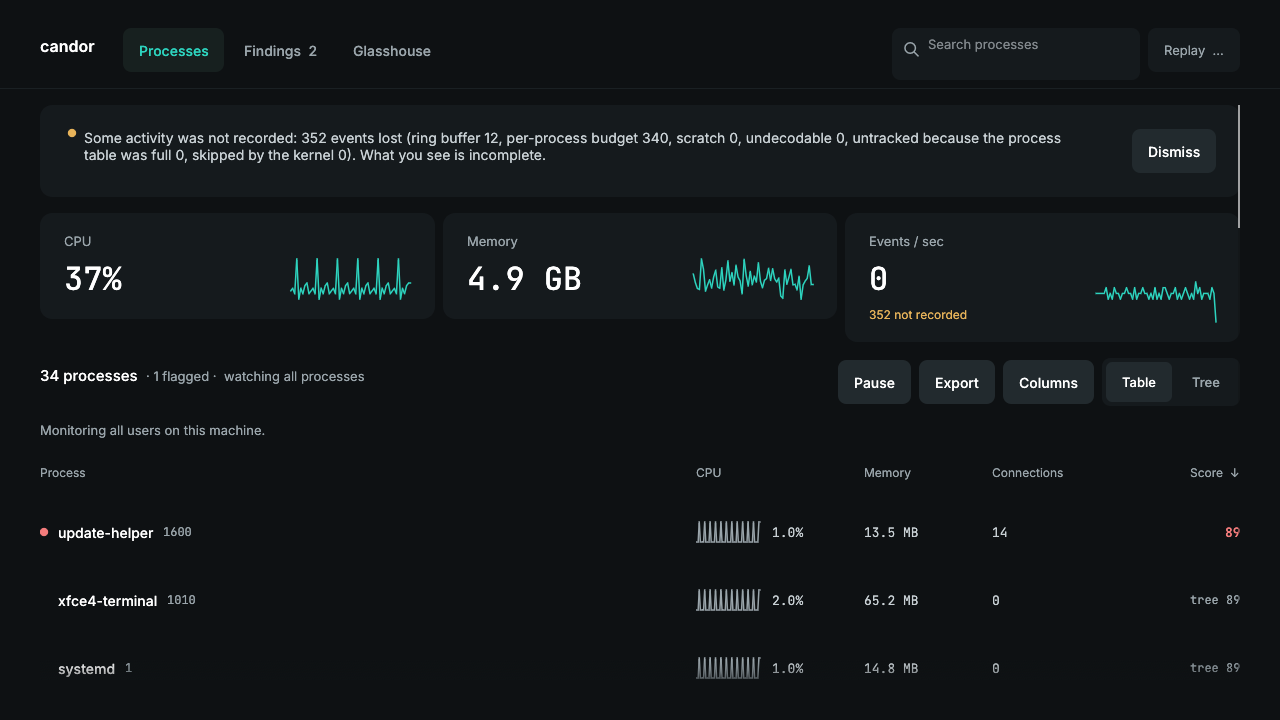 candor
Processes
Findings 2
Glasshouse
Search processes
Replay ...
Some activity was not recorded: 352 events lost (ring buffer 12, per-process budget 340, scratch 0, undecodable 0, untracked because the process
table was full 0, skipped by the kernel 0). What you see is incomplete.
Dismiss
CPU
37%
Memory
4.9 GB
Events / sec
0
352 not recorded
34 processes · 1 flagged · watching all processes
Pause
Export
Columns
Table
Tree
Monitoring all users on this machine.
Process CPU Memory Connections Score ↓
update-helper 1600 1.0% 13.5 MB 14 89
xfce4-terminal 1010 2.0% 65.2 MB 0 tree 89
systemd 1 1.0% 14.8 MB 0 tree 89